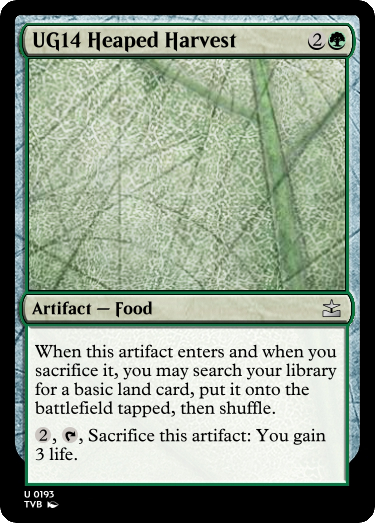 UG14 Heaped Harvest 2
Artifact — Food
When this artifact enters and when you
sacrifice it, you may search your library
for a basic land card, put it onto the
battlefield tapped, then shuffle.
2, Sacrifice this artifact: You gain
3 life.
U 0193
TVB